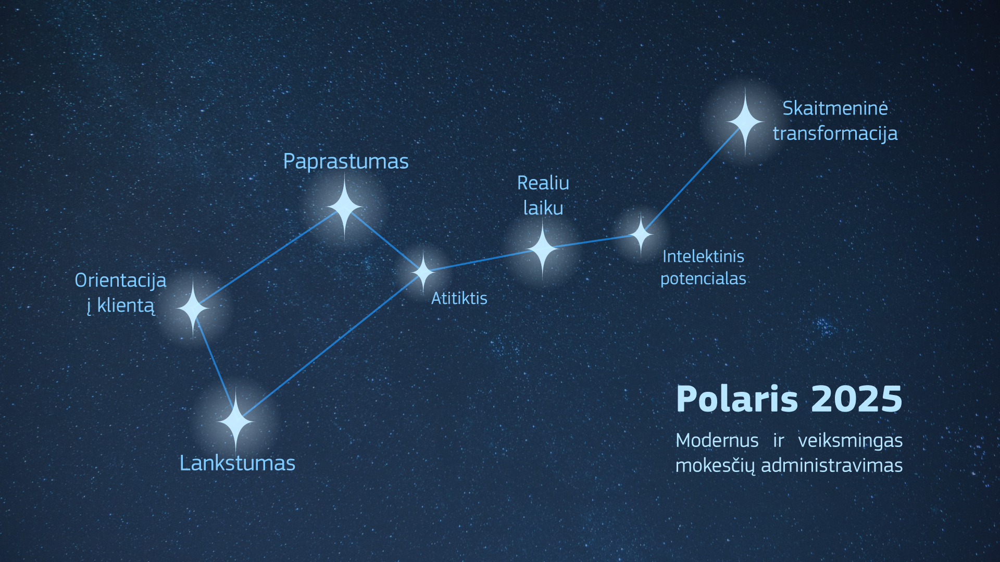 Skaitmeninė
transformacija
Paprastumas
Realiu
laiku
Intelektinis
potencialas
Orientacija
į klientą
Atitiktis
Lankstumas
Polaris 2025
Modernus ir veiksmingas
mokesčių administravimas